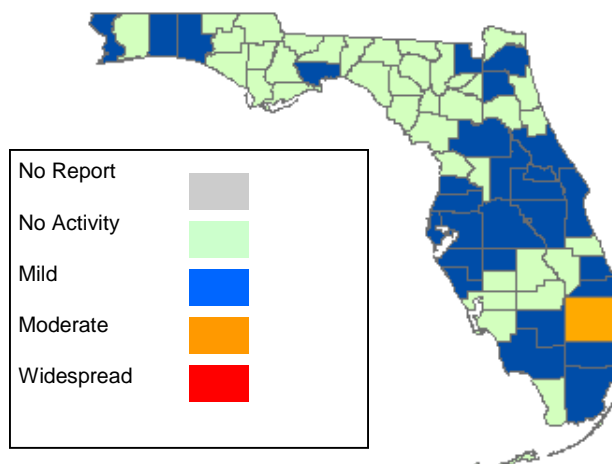 No Report
No Activity
Mild
Moderate
Widespread